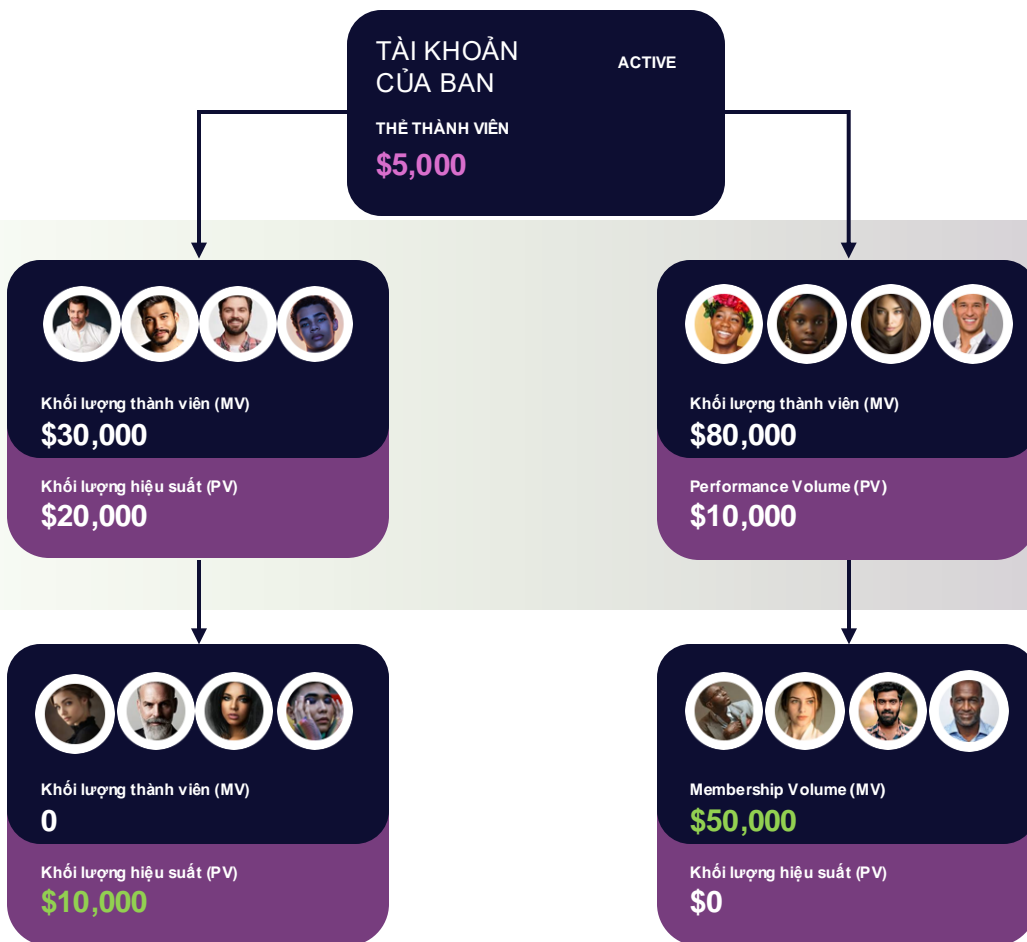 TÀI KHOẢN
CỦA BAN
ACTIVE
THẺ THÀNH VIÊN
$5,000
Khối lượng thành viên (MV)
$30,000
Khối lượng hiệu suất (PV)
$20,000
Khối lượng thành viên (MV)
$80,000
Performance Volume (PV)
$10,000
Khối lượng thành viên (MV)
0
Khối lượng hiệu suất (PV)
$10,000
Membership Volume (MV)
$50,000
Khối lượng hiệu suất (PV)
$0